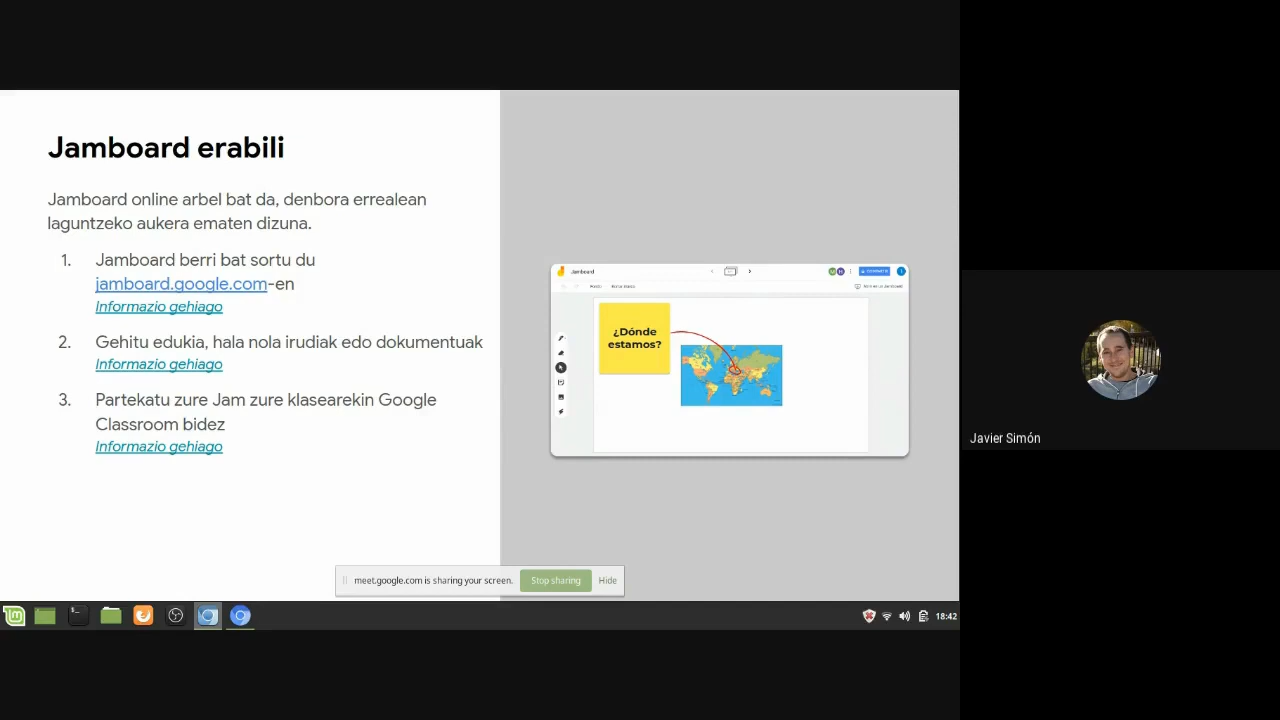 Jamboard erabili
Jamboard online arbel bat da, denbora errealean
laguntzeko aukera ematen dizuna.
1. Jamboard berri bat sortu du
jamboard.google.com-en
Informazio gehiago
2. Gehitu edukia, hala nola irudiak edo dokumentuak
Informazio gehiago
3. Partekatu zure Jam zure klasearekin Google
Classroom bidez
Informazio gehiago
Jamboard
¿Dónde
estamos?
Javier Simón
meet.google.com is sharing your screen.
Stop sharing
Hide
18:42